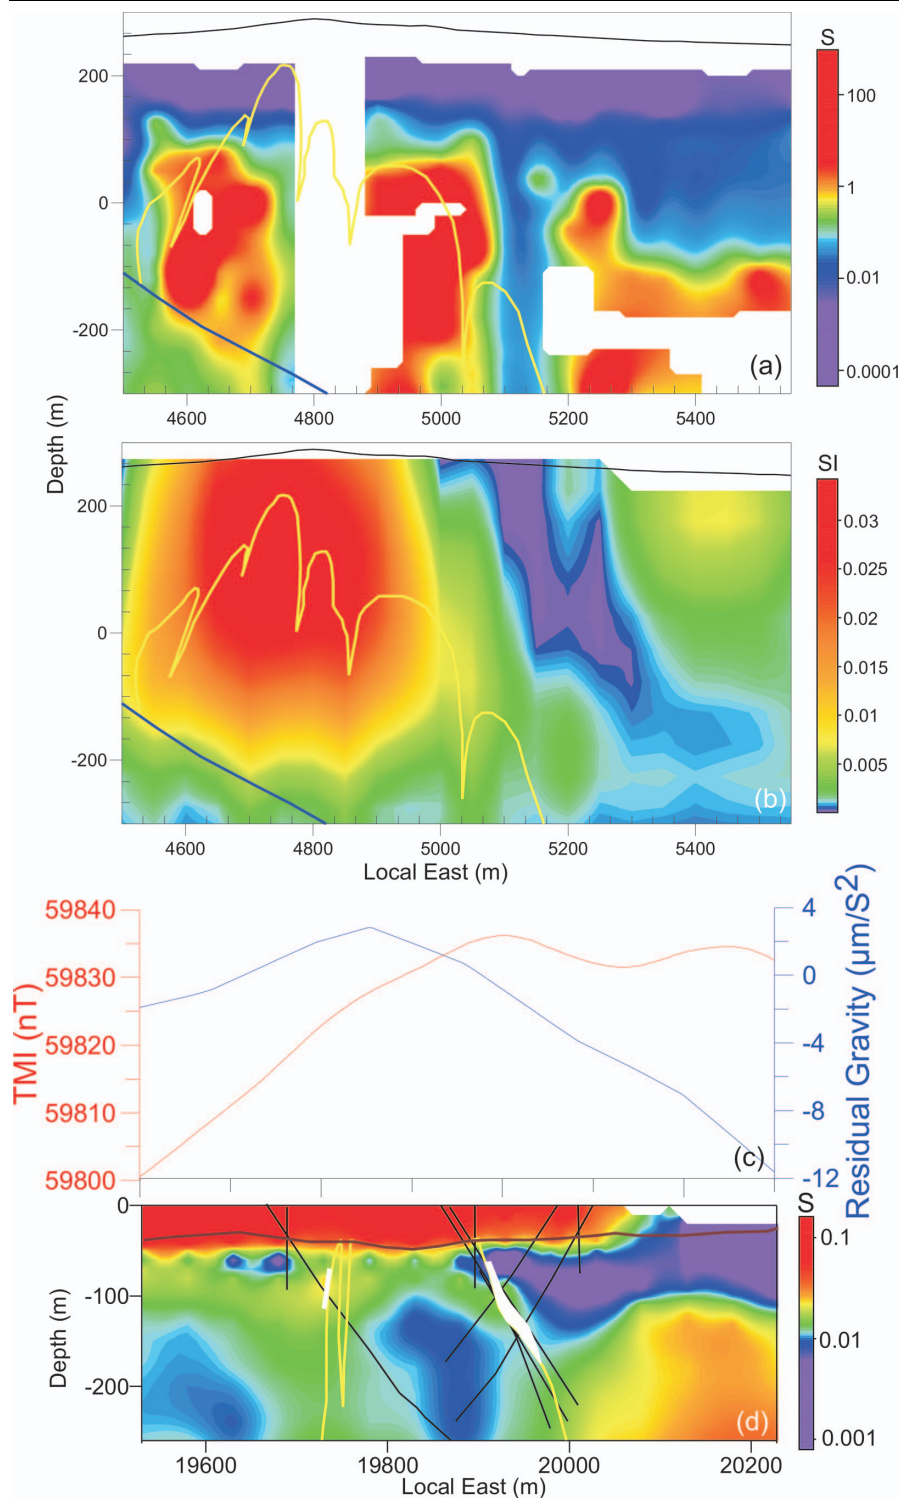 S
200
100
0
1
0.01
-200
(a)
0.0001
4600 4800 5000 5200 5400
Depth (m)
SI
200
0.03
0.025
0.02
0
0.015
0.01
-200
0.005
(b)
4600 4800 5000 5200 5400
Local East (m)
59840
4
59830
0
TMI (nT)
Residual Gravity (µm/S²)
59820
-4
59810
-8
(c)
59800
-12
S
0
0.1
Depth (m)
-100
0.01
-200
(d)
0.001
19600 19800 20000 20200
Local East (m)